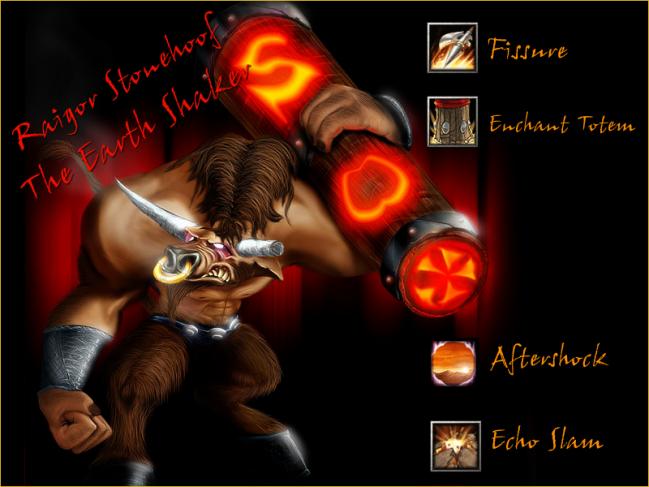 Raigor Stonehoof
The Earth Shaker
Fissure
Enchant Totem
Aftershock
Echo Slam